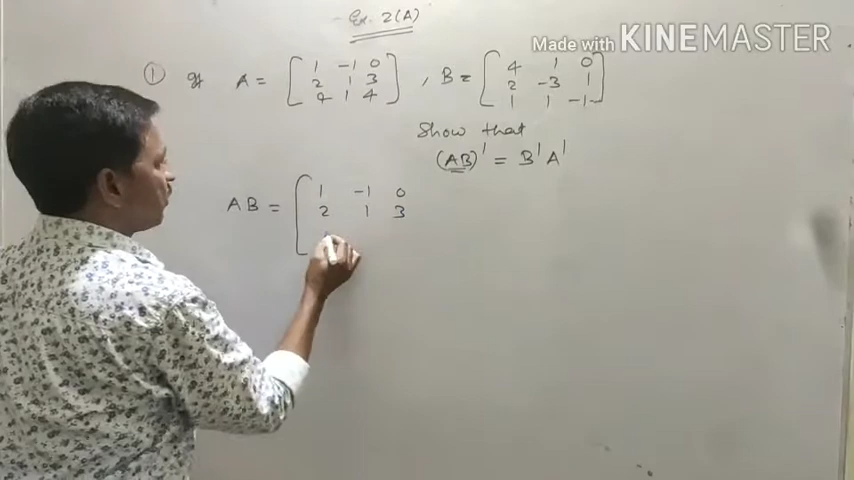 Ex. 2(A)
Made with KINEMASTER
① If A = [ 1 -1 0 , B = [ 4 1 0
2 1 3 2 -3 1
4 1 4 ] 1 1 -1 ]
Show that
(AB)' = B'A'
AB = [ 1 -1 0
2 1 3